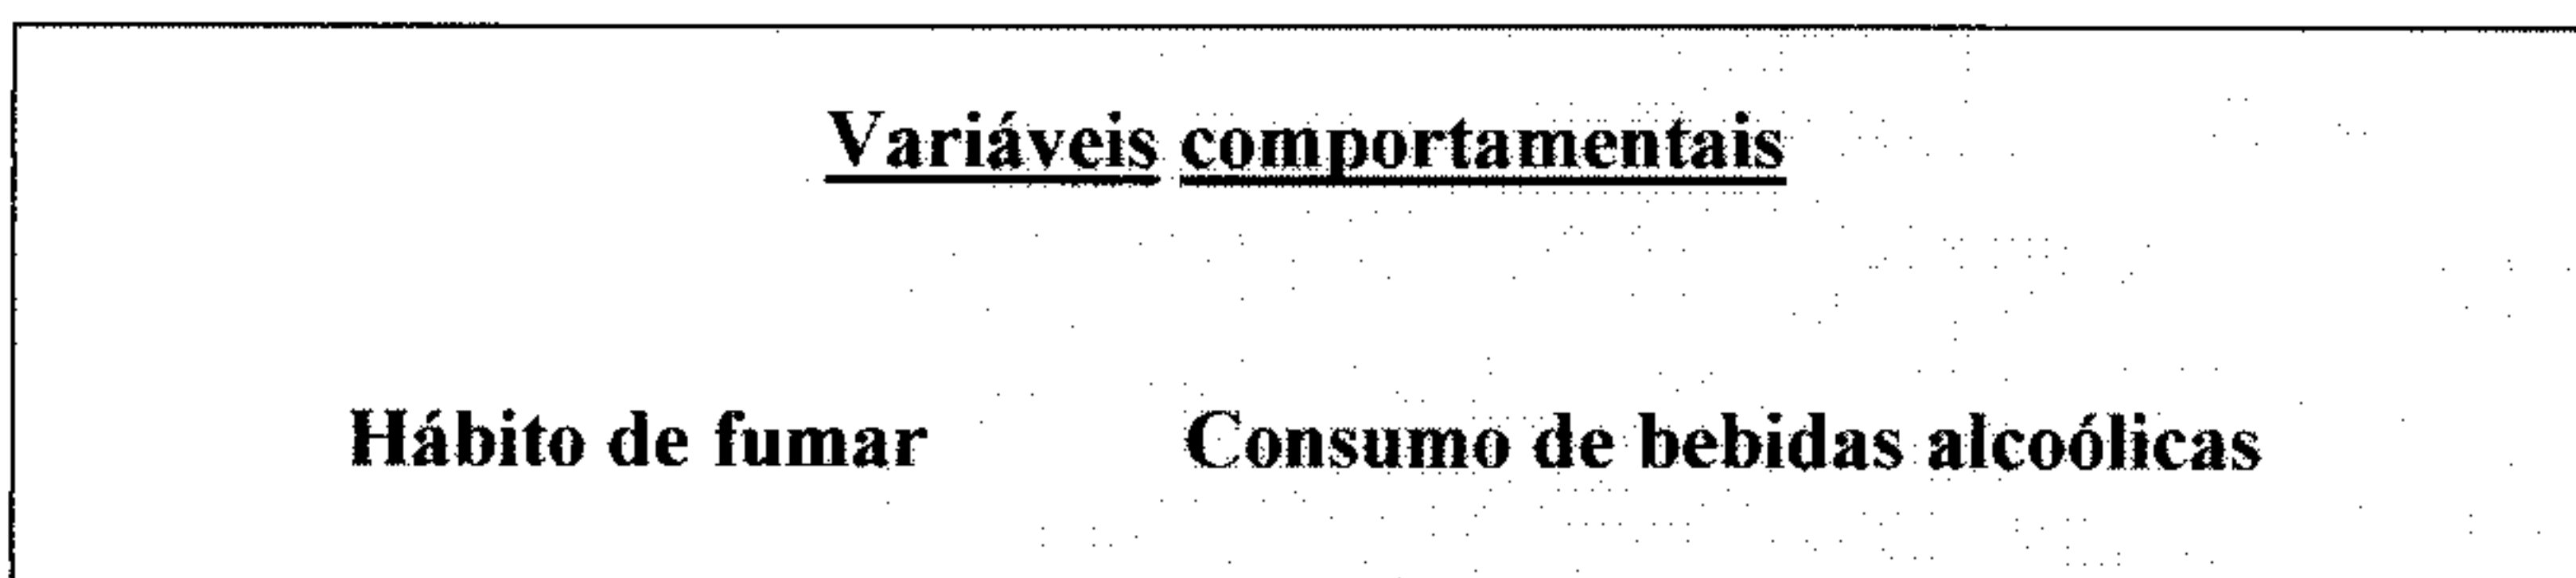 Variáveis comportamentais
Hábito de fumar Consumo de bebidas alcoólicas